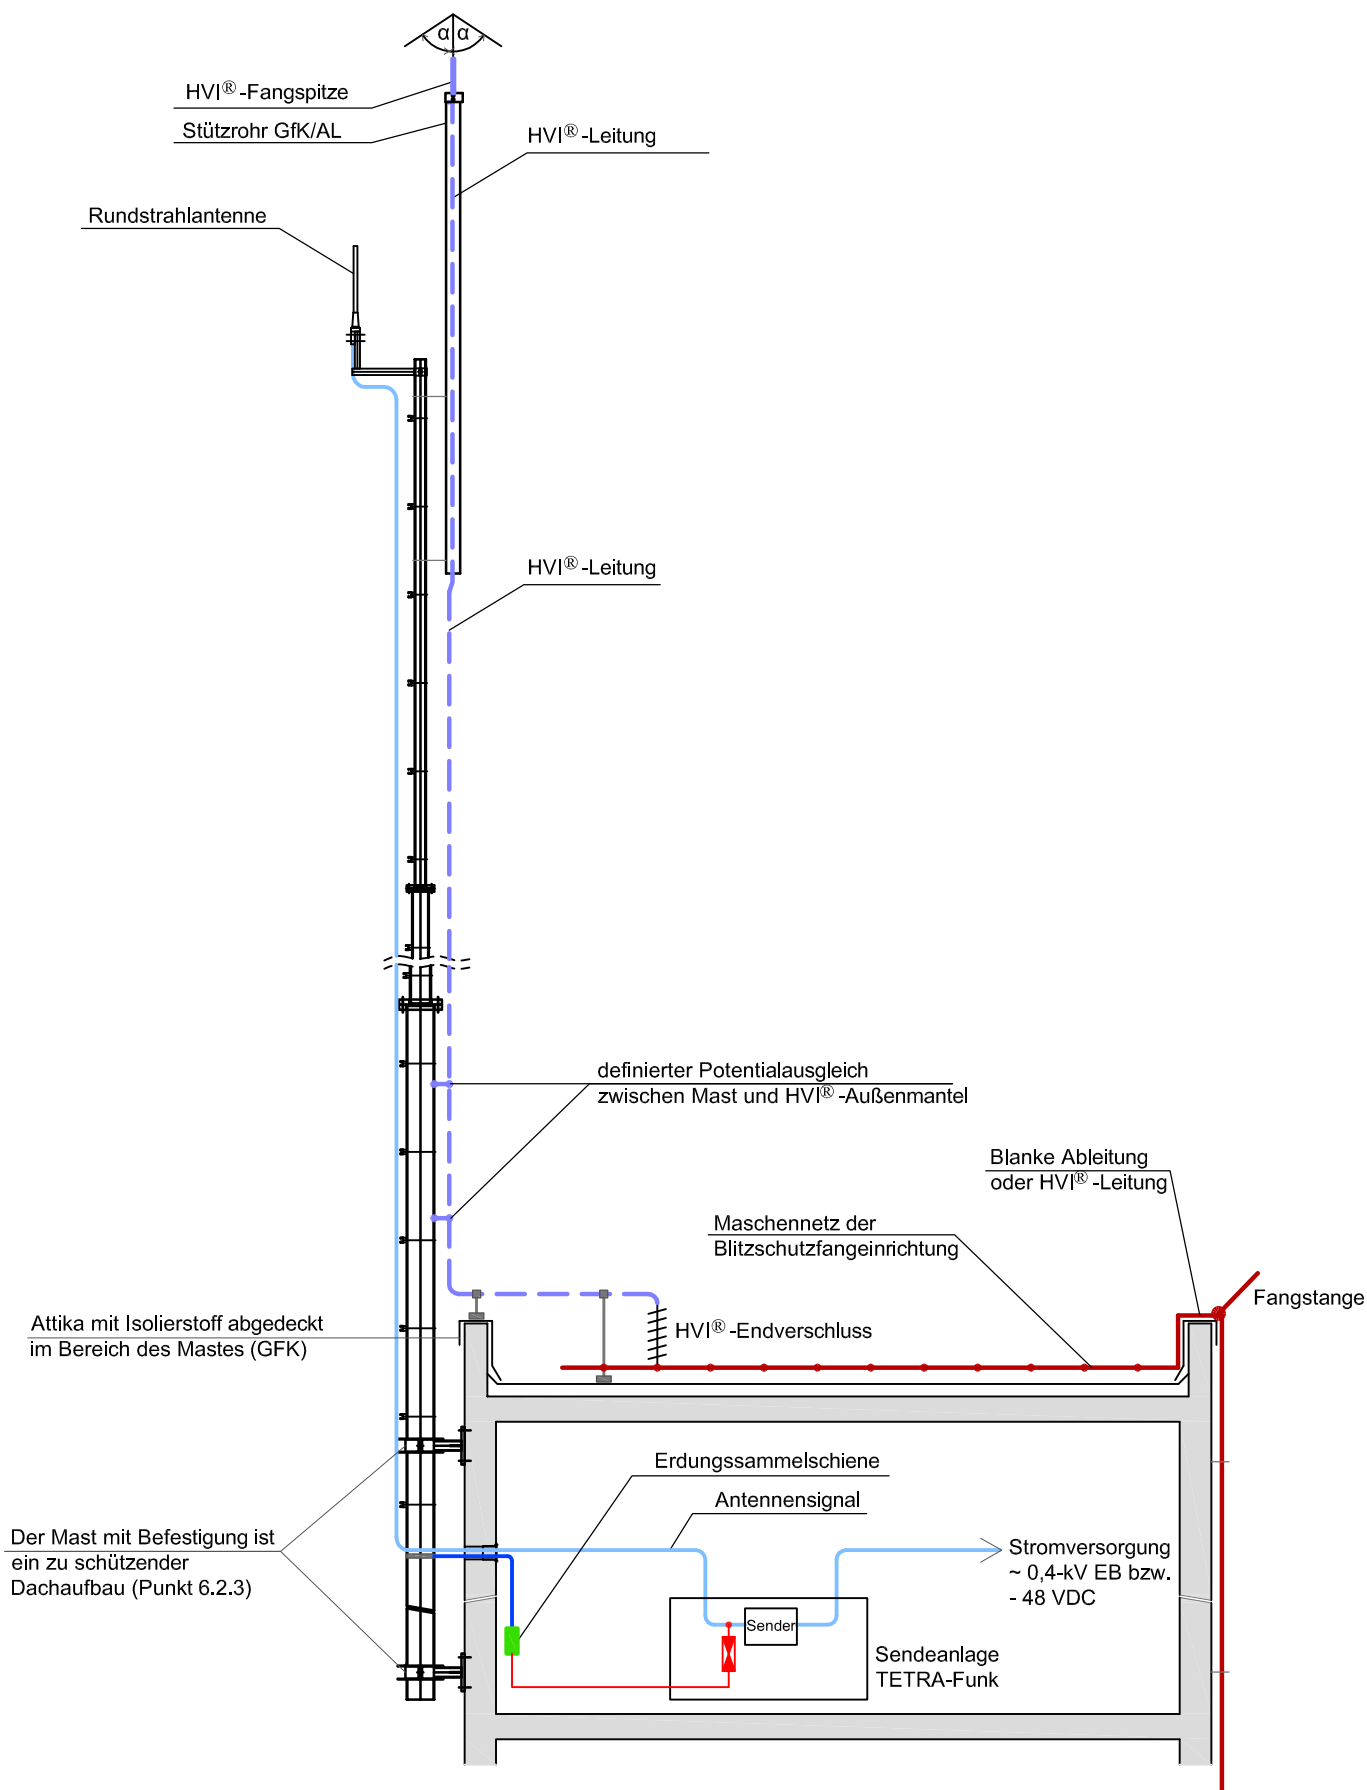 α α
HVI® -Fangspitze
Stützrohr GfK/AL
HVI® -Leitung
Rundstrahlantenne
HVI® -Leitung
definierter Potentialausgleich
zwischen Mast und HVI® -Außenmantel
Blanke Ableitung
oder HVI® -Leitung
Maschennetz der
Blitzschutzfangeinrichtung
Fangstange
Attika mit Isolierstoff abgedeckt
im Bereich des Mastes (GFK)
HVI® -Endverschluss
Erdungssammelschiene
Antennensignal
Der Mast mit Befestigung ist
ein zu schützender
Dachaufbau (Punkt 6.2.3)
Stromversorgung
~ 0,4-kV EB bzw.
- 48 VDC
Sender
Sendeanlage
TETRA-Funk